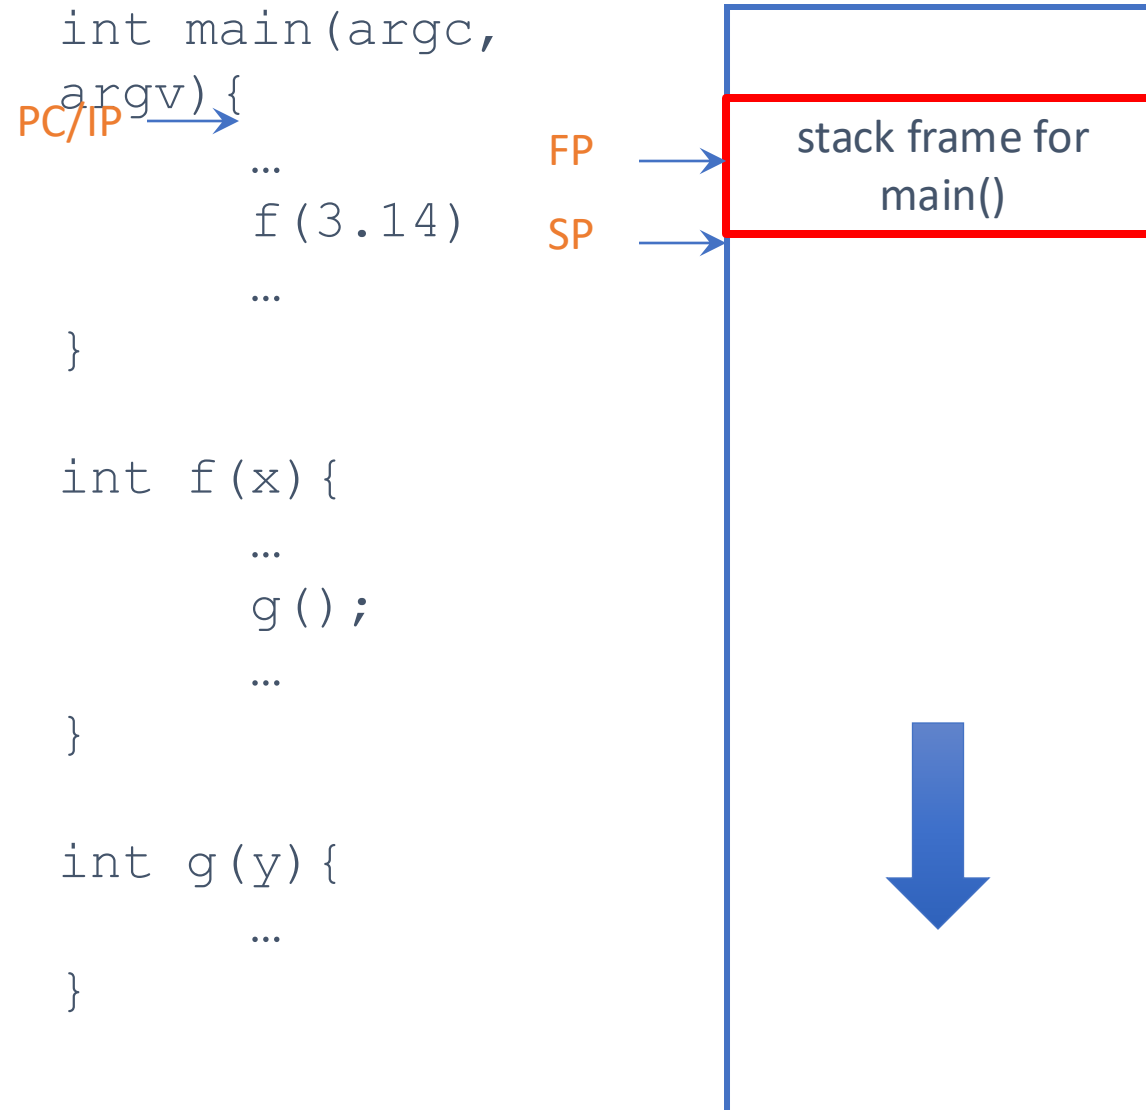 int main(argc,
argv){
PC/IP
…
f(3.14)
…
}
int f(x){
…
g();
…
}
int g(y){
…
}
FP
SP
stack frame for
main()